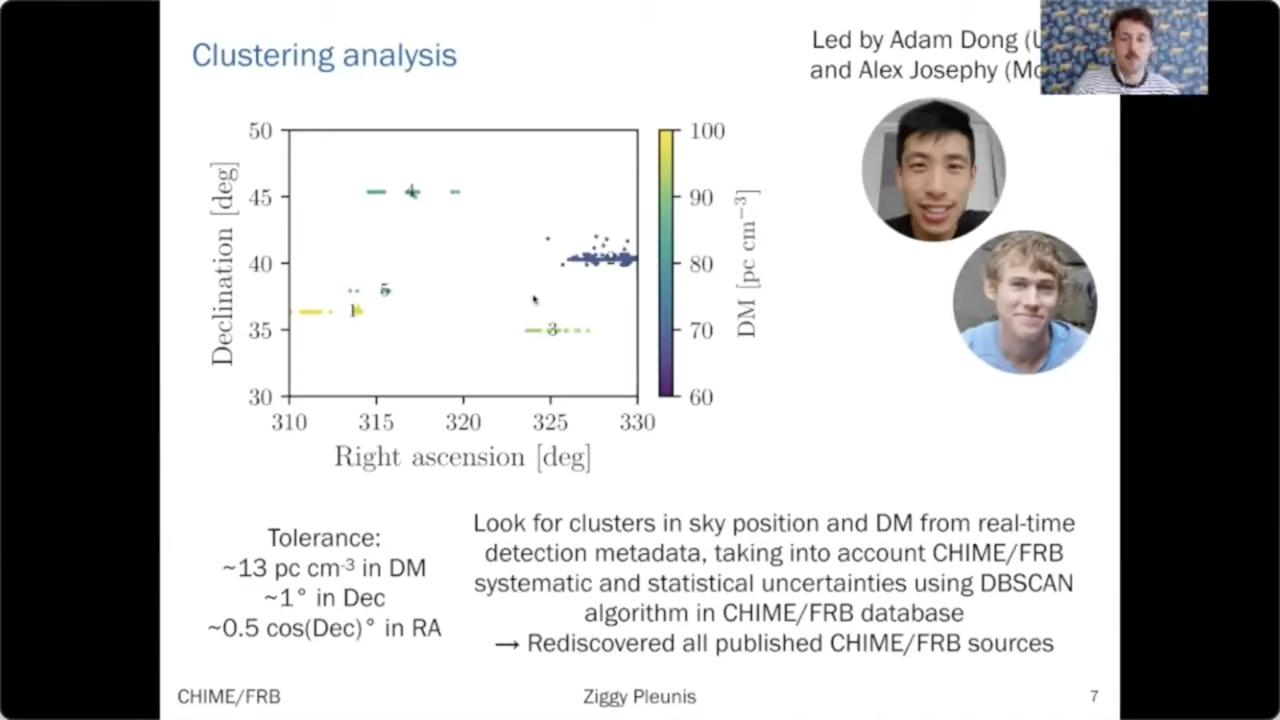 Clustering analysis
Led by Adam Dong (
and Alex Josephy (
50
45
40
35
30
310
315
320
325
330
Declination [deg]
Right ascension [deg]
4
2
5
1
3
100
90
80
70
60
DM [pc cm⁻³]
Tolerance:
~13 pc cm⁻³ in DM
~1° in Dec
~0.5 cos(Dec)° in RA
Look for clusters in sky position and DM from real-time
detection metadata, taking into account CHIME/FRB
systematic and statistical uncertainties using DBSCAN
algorithm in CHIME/FRB database
→ Rediscovered all published CHIME/FRB sources
CHIME/FRB
Ziggy Pleunis
7